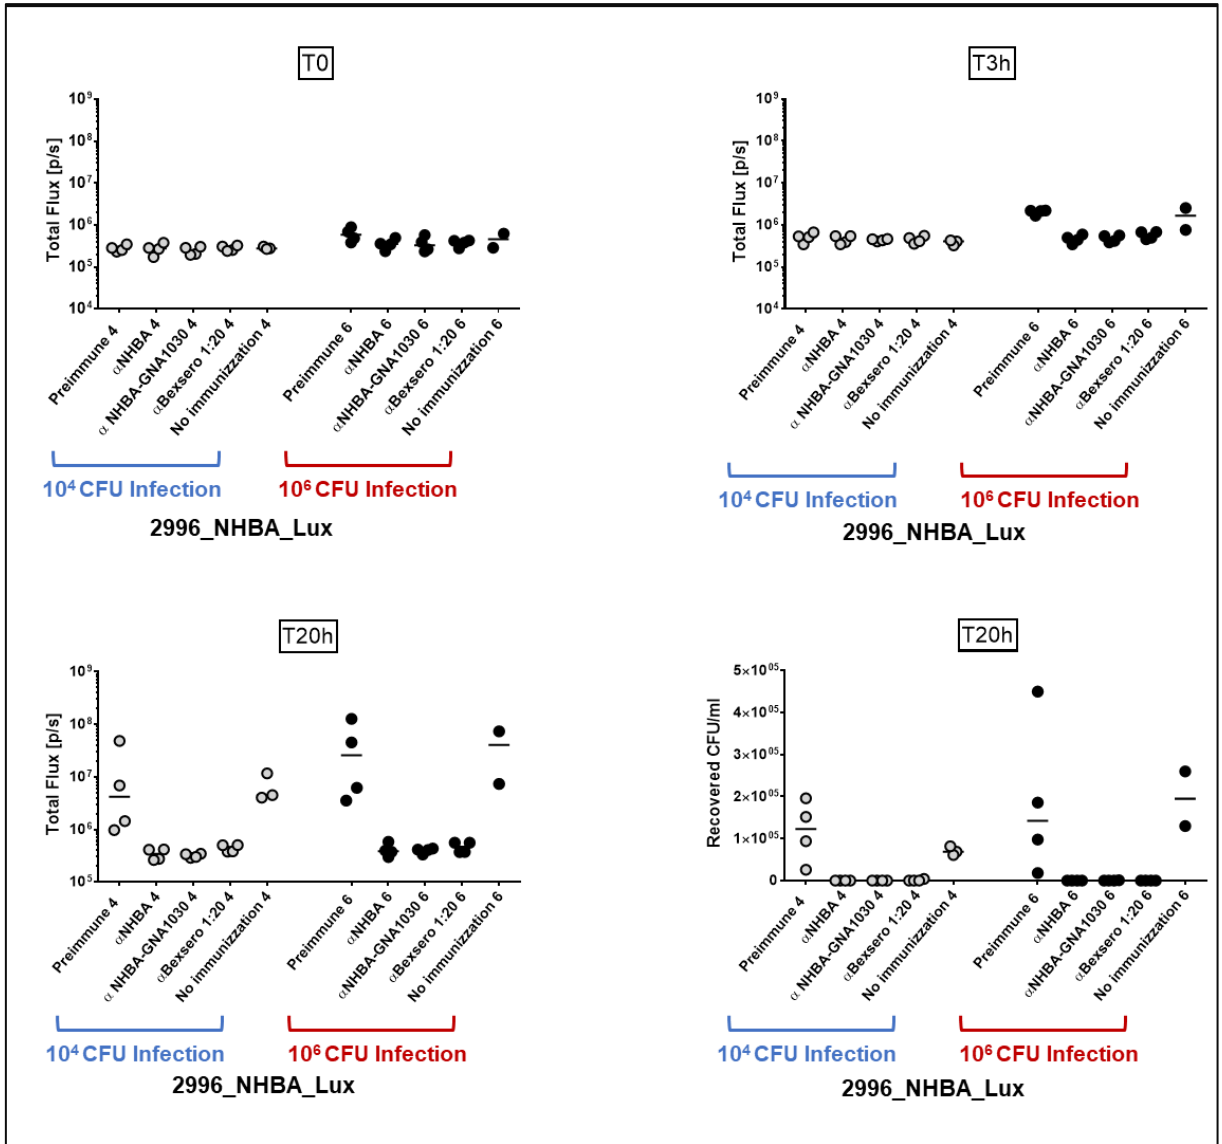 T0
Total Flux [p/s]
10⁹
10⁸
10⁷
10⁶
10⁵
10⁴
Preimmune 4
αNHBA 4
α NHBA-GNA1030 4
αBexsero 1:20 4
No immunizzation 4
Preimmune 6
αNHBA 6
αNHBA-GNA1030 6
αBexsero 1:20 6
No immunizzation 6
10⁴ CFU Infection
10⁶ CFU Infection
2996_NHBA_Lux
T3h
Total Flux [p/s]
10⁹
10⁸
10⁷
10⁶
10⁵
10⁴
Preimmune 4
αNHBA 4
α NHBA-GNA1030 4
αBexsero 1:20 4
No immunizzation 4
Preimmune 6
αNHBA 6
αNHBA-GNA1030 6
αBexsero 1:20 6
No immunizzation 6
10⁴ CFU Infection
10⁶ CFU Infection
2996_NHBA_Lux
T20h
Total Flux [p/s]
10⁹
10⁸
10⁷
10⁶
10⁵
Preimmune 4
αNHBA 4
α NHBA-GNA1030 4
αBexsero 1:20 4
No immunizzation 4
Preimmune 6
αNHBA 6
αNHBA-GNA1030 6
αBexsero 1:20 6
No immunizzation 6
10⁴ CFU Infection
10⁶ CFU Infection
2996_NHBA_Lux
T20h
Recovered CFU/ml
5×10⁰⁵
4×10⁰⁵
3×10⁰⁵
2×10⁰⁵
1×10⁰⁵
0
Preimmune 4
αNHBA 4
α NHBA-GNA1030 4
αBexsero 1:20 4
No immunizzation 4
Preimmune 6
αNHBA 6
αNHBA-GNA1030 6
αBexsero 1:20 6
No immunizzation 6
10⁴ CFU Infection
10⁶ CFU Infection
2996_NHBA_Lux